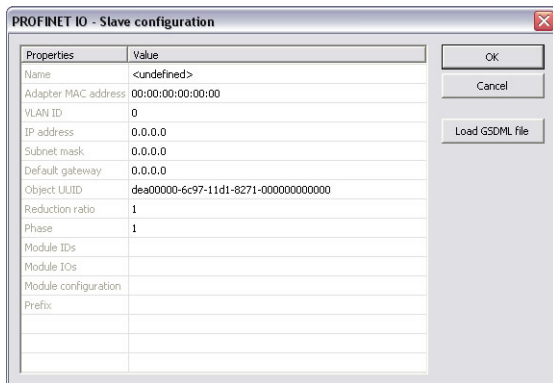 PROFINET IO - Slave configuration
Properties Value
Name <undefined>
Adapter MAC address 00:00:00:00:00:00
VLAN ID 0
IP address 0.0.0.0
Subnet mask 0.0.0.0
Default gateway 0.0.0.0
Object UUID dea00000-6c97-11d1-8271-000000000000
Reduction ratio 1
Phase 1
Module IDs
Module IOs
Module configuration
Prefix
OK
Cancel
Load GSDML file